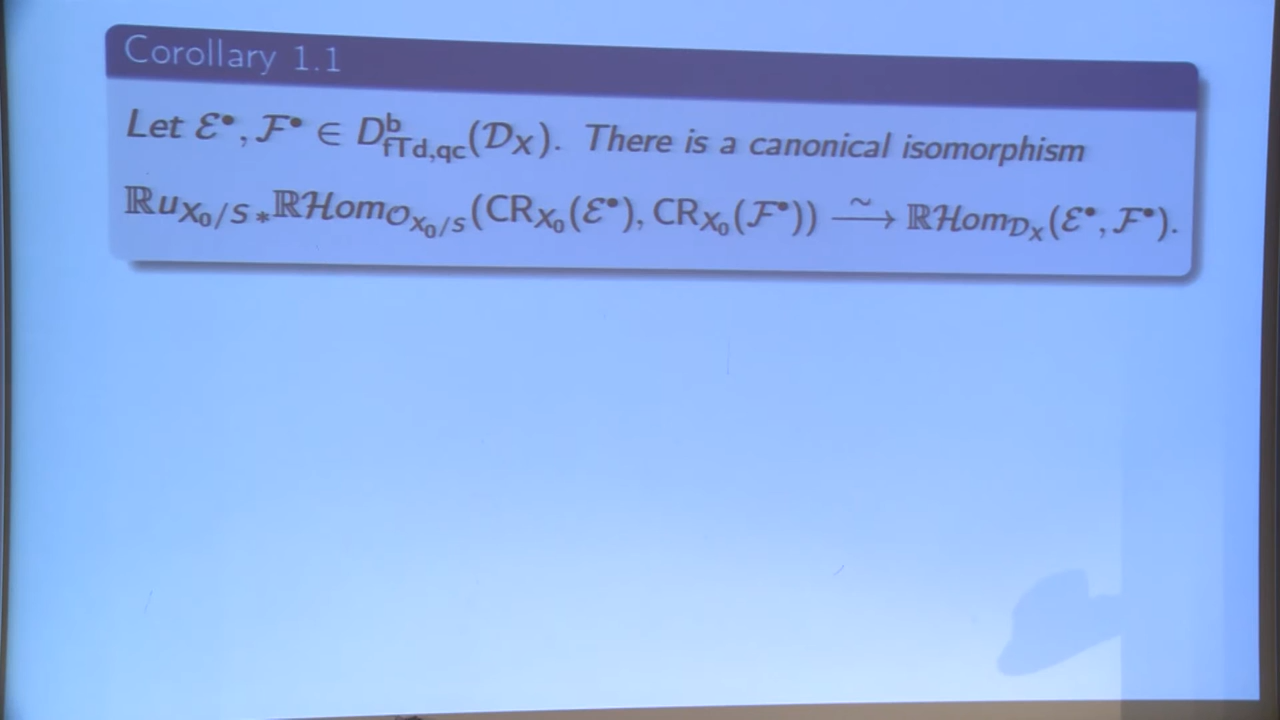 Corollary 1.1
Let ℰ•, ℱ• ∈ D^b_{fTd,qc}(𝒟_X). There is a canonical isomorphism
ℝu_{X₀/S *}ℝℋom_{𝒪_{X₀/S}}(CR_{X₀}(ℰ•), CR_{X₀}(ℱ•)) ⥲ ℝℋom_{𝒟_X}(ℰ•, ℱ•).